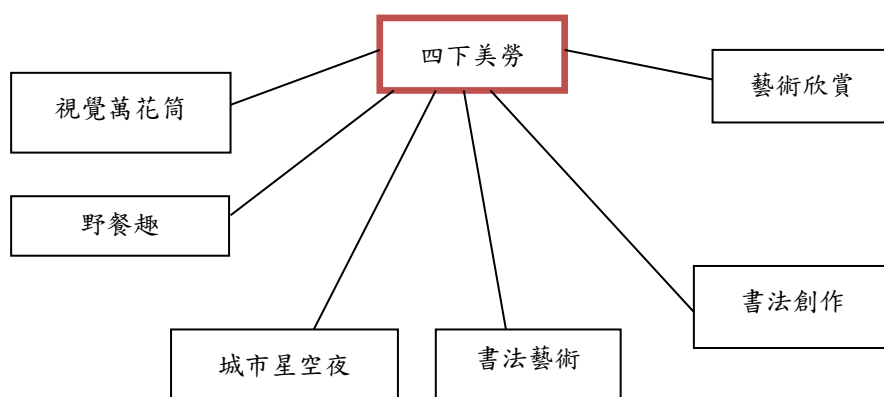 四下美勞
視覺萬花筒
藝術欣賞
野餐趣
書法創作
城市星空夜
書法藝術